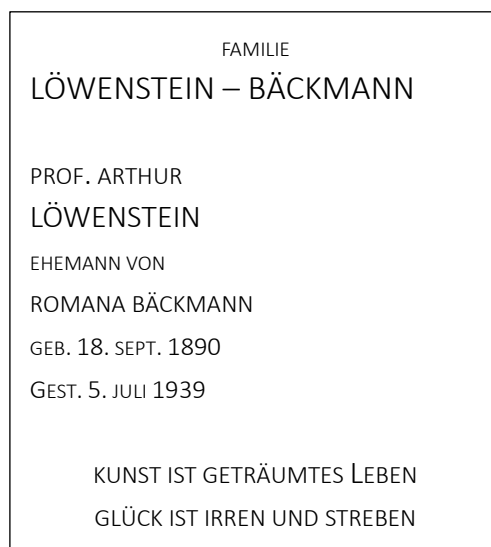 FAMILIE
LÖWENSTEIN – BÄCKMANN
PROF. ARTHUR
LÖWENSTEIN
EHEMANN VON
ROMANA BÄCKMANN
GEB. 18. SEPT. 1890
GEST. 5. JULI 1939
KUNST IST GETRÄUMTES LEBEN
GLÜCK IST IRREN UND STREBEN